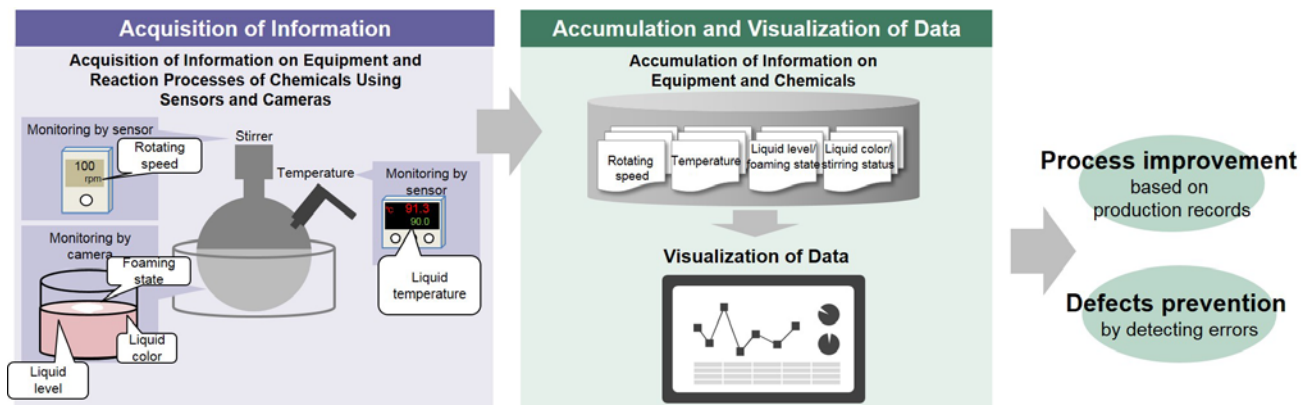 Acquisition of Information
Acquisition of Information on Equipment and
Reaction Processes of Chemicals Using
Sensors and Cameras
Monitoring by sensor
Rotating
speed
100
rpm
Stirrer
Temperature
Monitoring by
sensor
℃ 91.3
90.0
Liquid
temperature
Monitoring by
camera
Foaming
state
Liquid
color
Liquid
level
Accumulation and Visualization of Data
Accumulation of Information on
Equipment and Chemicals
Rotating
speed
Temperature
Liquid level/
foaming state
Liquid color/
stirring status
Visualization of Data
Process improvement
based on
production records
Defects prevention
by detecting errors